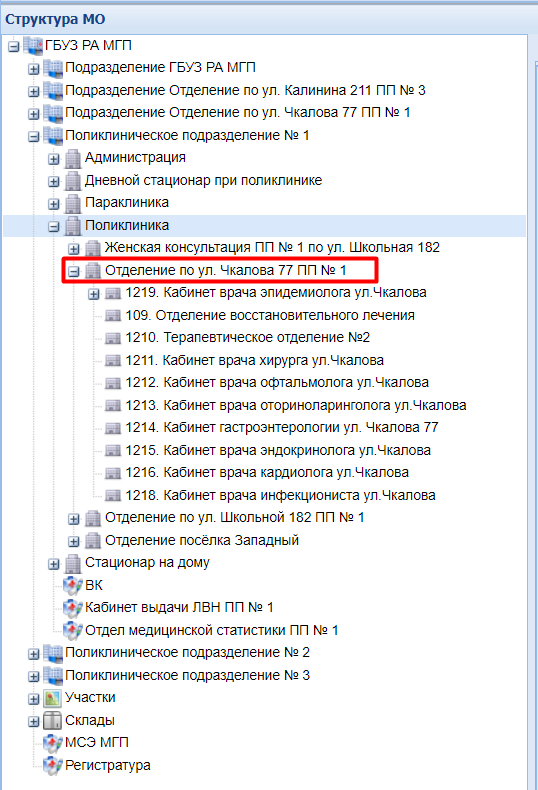 Структура МО
ГБУЗ РА МГП
Подразделение ГБУЗ РА МГП
Подразделение Отделение по ул. Калинина 211 ПП № 3
Подразделение Отделение по ул. Чкалова 77 ПП № 1
Поликлиническое подразделение № 1
Администрация
Дневной стационар при поликлинике
Параклиника
Поликлиника
Женская консультация ПП № 1 по ул. Школьная 182
Отделение по ул. Чкалова 77 ПП № 1
1219. Кабинет врача эпидемиолога ул.Чкалова
109. Отделение восстановительного лечения
1210. Терапевтическое отделение №2
1211. Кабинет врача хирурга ул.Чкалова
1212. Кабинет врача офтальмолога ул.Чкалова
1213. Кабинет врача оториноларинголога ул.Чкалова
1214. Кабинет гастроэнтерологии ул. Чкалова 77
1215. Кабинет врача эндокринолога ул.Чкалова
1216. Кабинет врача кардиолога ул.Чкалова
1218. Кабинет врача инфекциониста ул.Чкалова
Отделение по ул. Школьной 182 ПП № 1
Отделение посёлка Западный
Стационар на дому
ВК
Кабинет выдачи ЛВН ПП № 1
Отдел медицинской статистики ПП № 1
Поликлиническое подразделение № 2
Поликлиническое подразделение № 3
Участки
Склады
МСЭ МГП
Регистратура